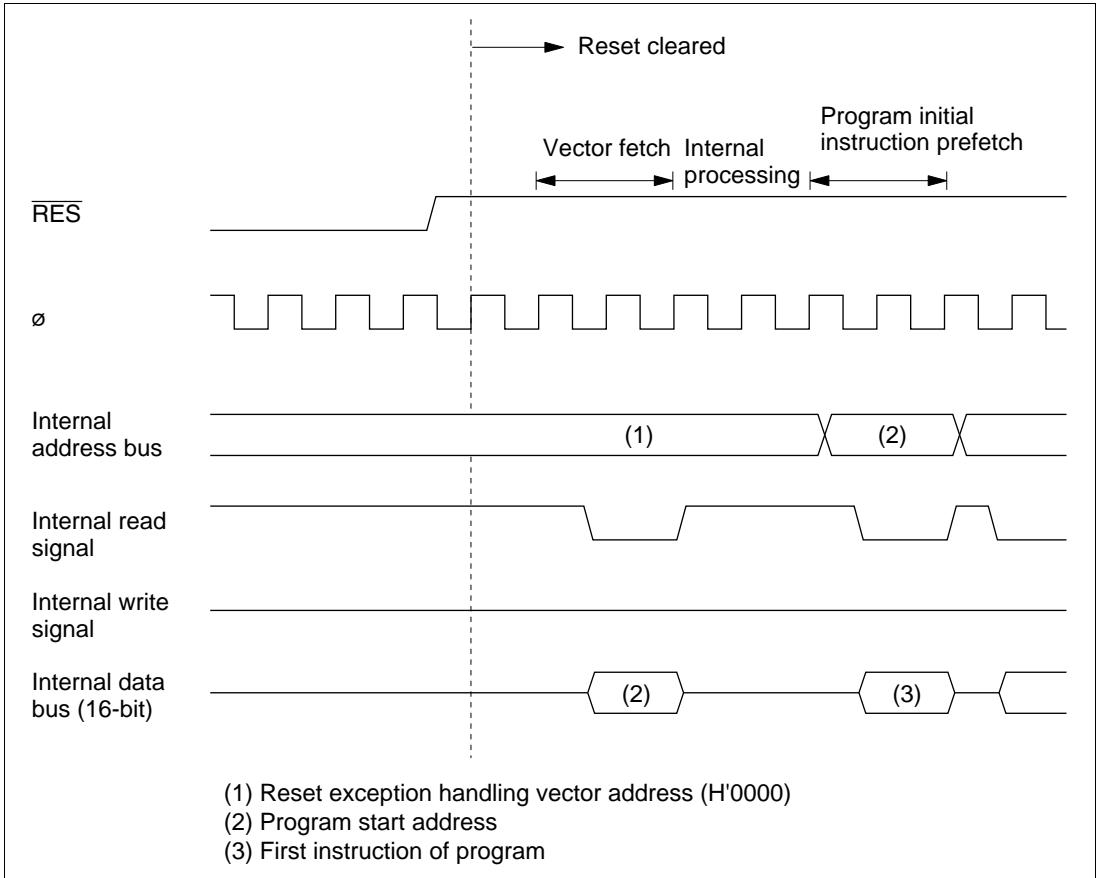 Reset cleared
Program initial
instruction prefetch
Vector fetch
Internal
processing
RES
ø
Internal
address bus
(1)
(2)
Internal read
signal
Internal write
signal
Internal data
bus (16-bit)
(2)
(3)
(1) Reset exception handling vector address (H'0000)
(2) Program start address
(3) First instruction of program